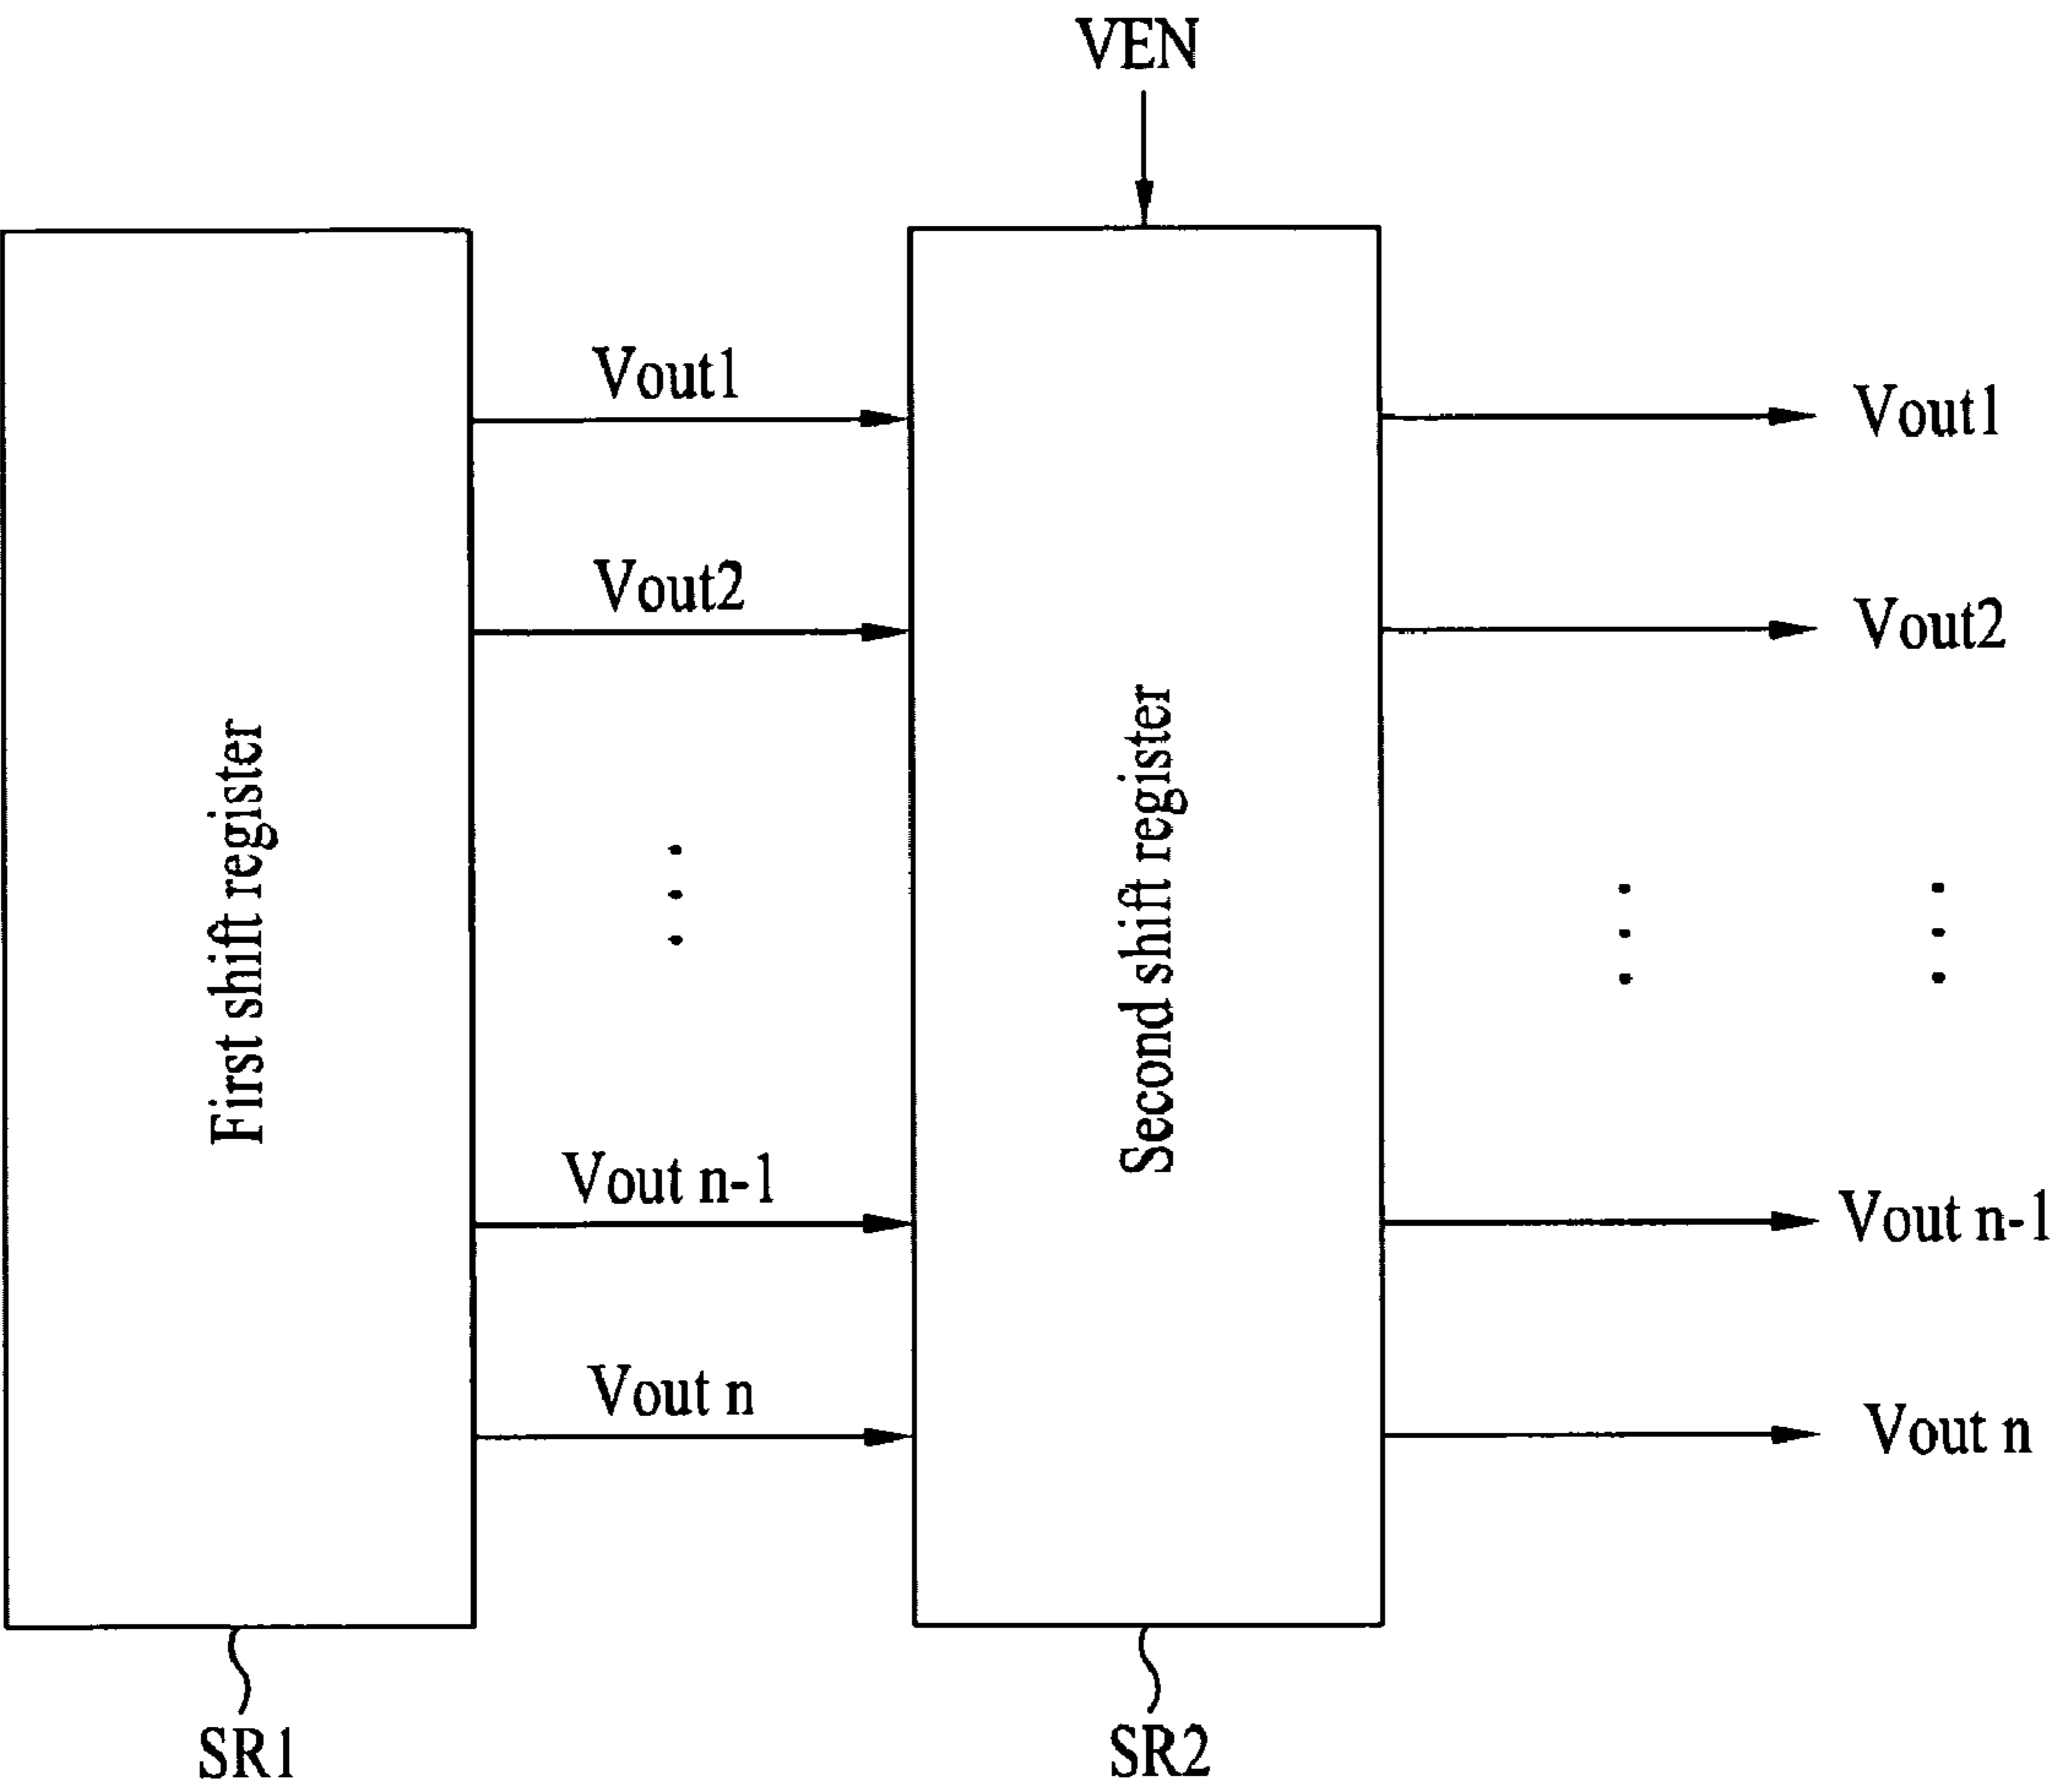 VEN
Vout1
Vout1
Vout2
Vout2
First shift register
Second shift register
Vout n-1
Vout n-1
Vout n
Vout n
SR1
SR2